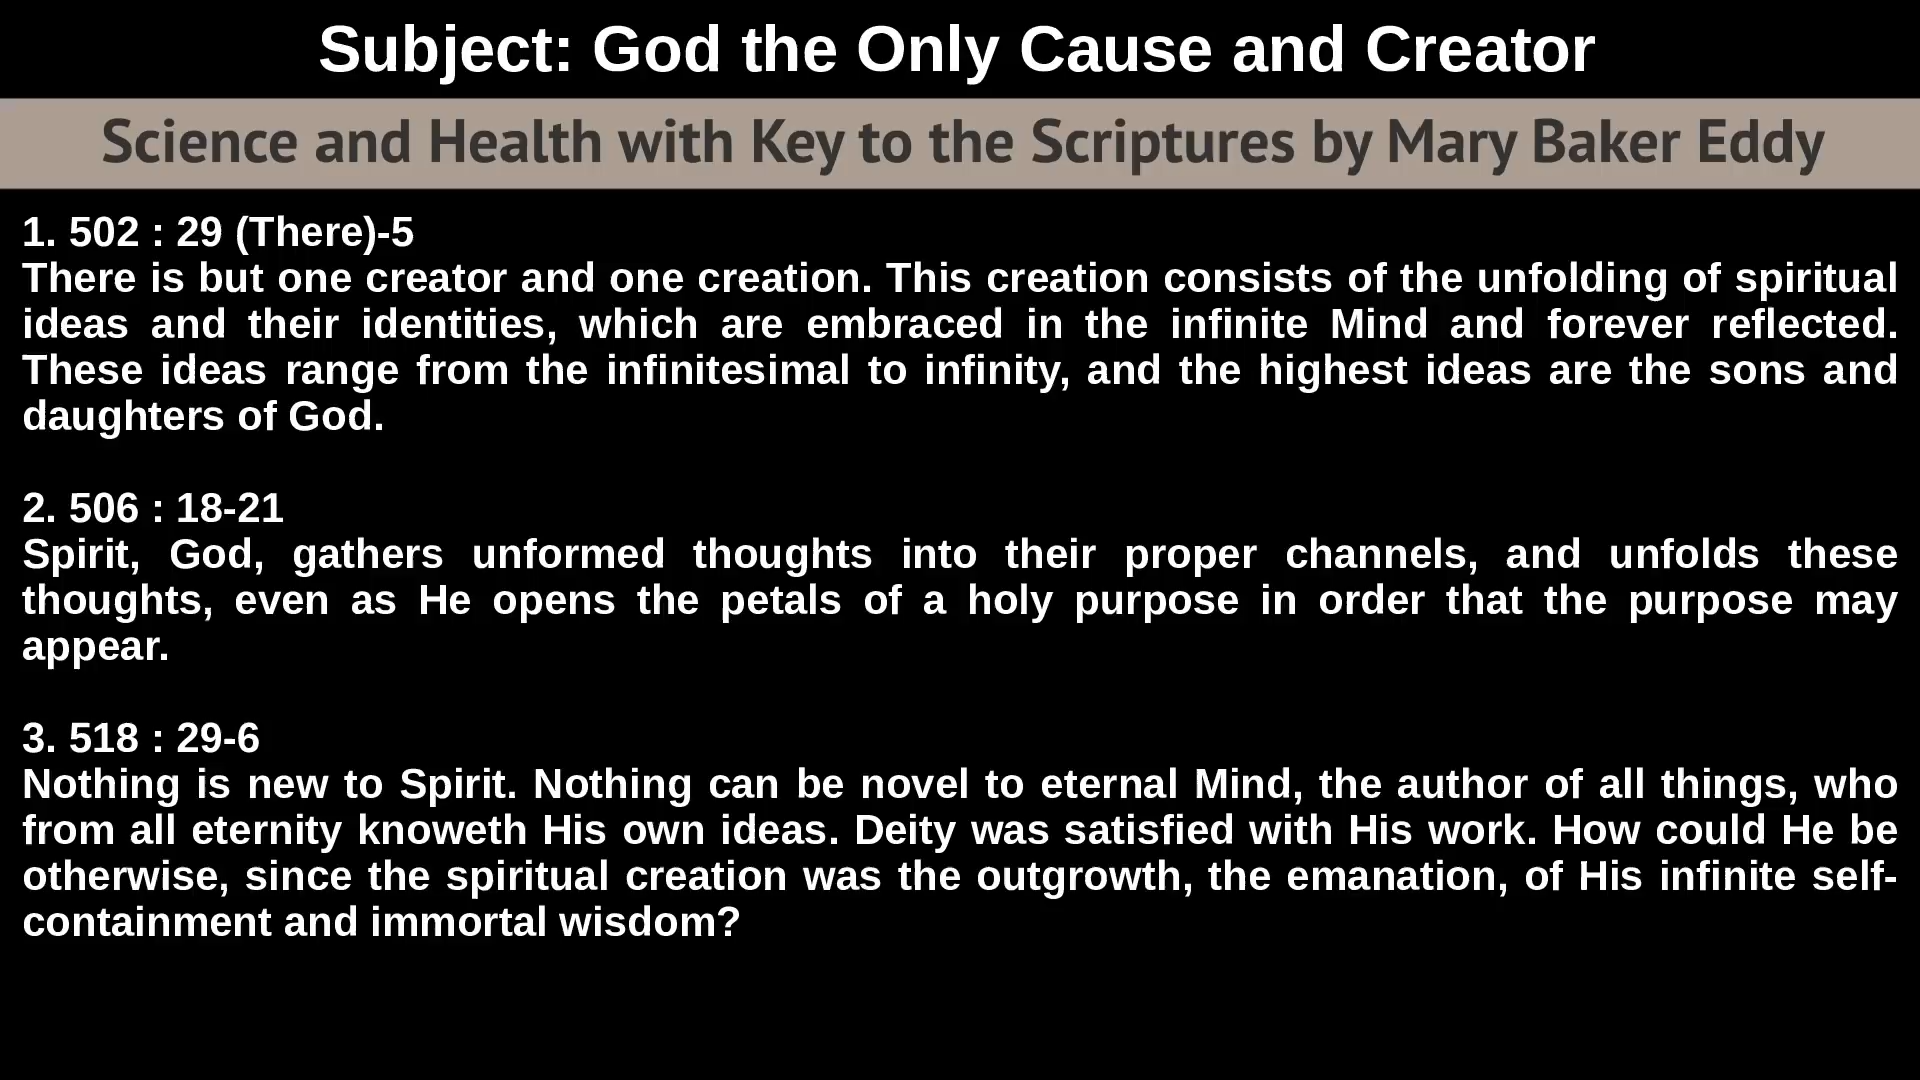 Subject: God the Only Cause and Creator
Science and Health with Key to the Scriptures by Mary Baker Eddy
1. 502 : 29 (There)-5
There is but one creator and one creation. This creation consists of the unfolding of spiritual
ideas and their identities, which are embraced in the infinite Mind and forever reflected.
These ideas range from the infinitesimal to infinity, and the highest ideas are the sons and
daughters of God.
2. 506 : 18-21
Spirit, God, gathers unformed thoughts into their proper channels, and unfolds these
thoughts, even as He opens the petals of a holy purpose in order that the purpose may
appear.
3. 518 : 29-6
Nothing is new to Spirit. Nothing can be novel to eternal Mind, the author of all things, who
from all eternity knoweth His own ideas. Deity was satisfied with His work. How could He be
otherwise, since the spiritual creation was the outgrowth, the emanation, of His infinite self-
containment and immortal wisdom?